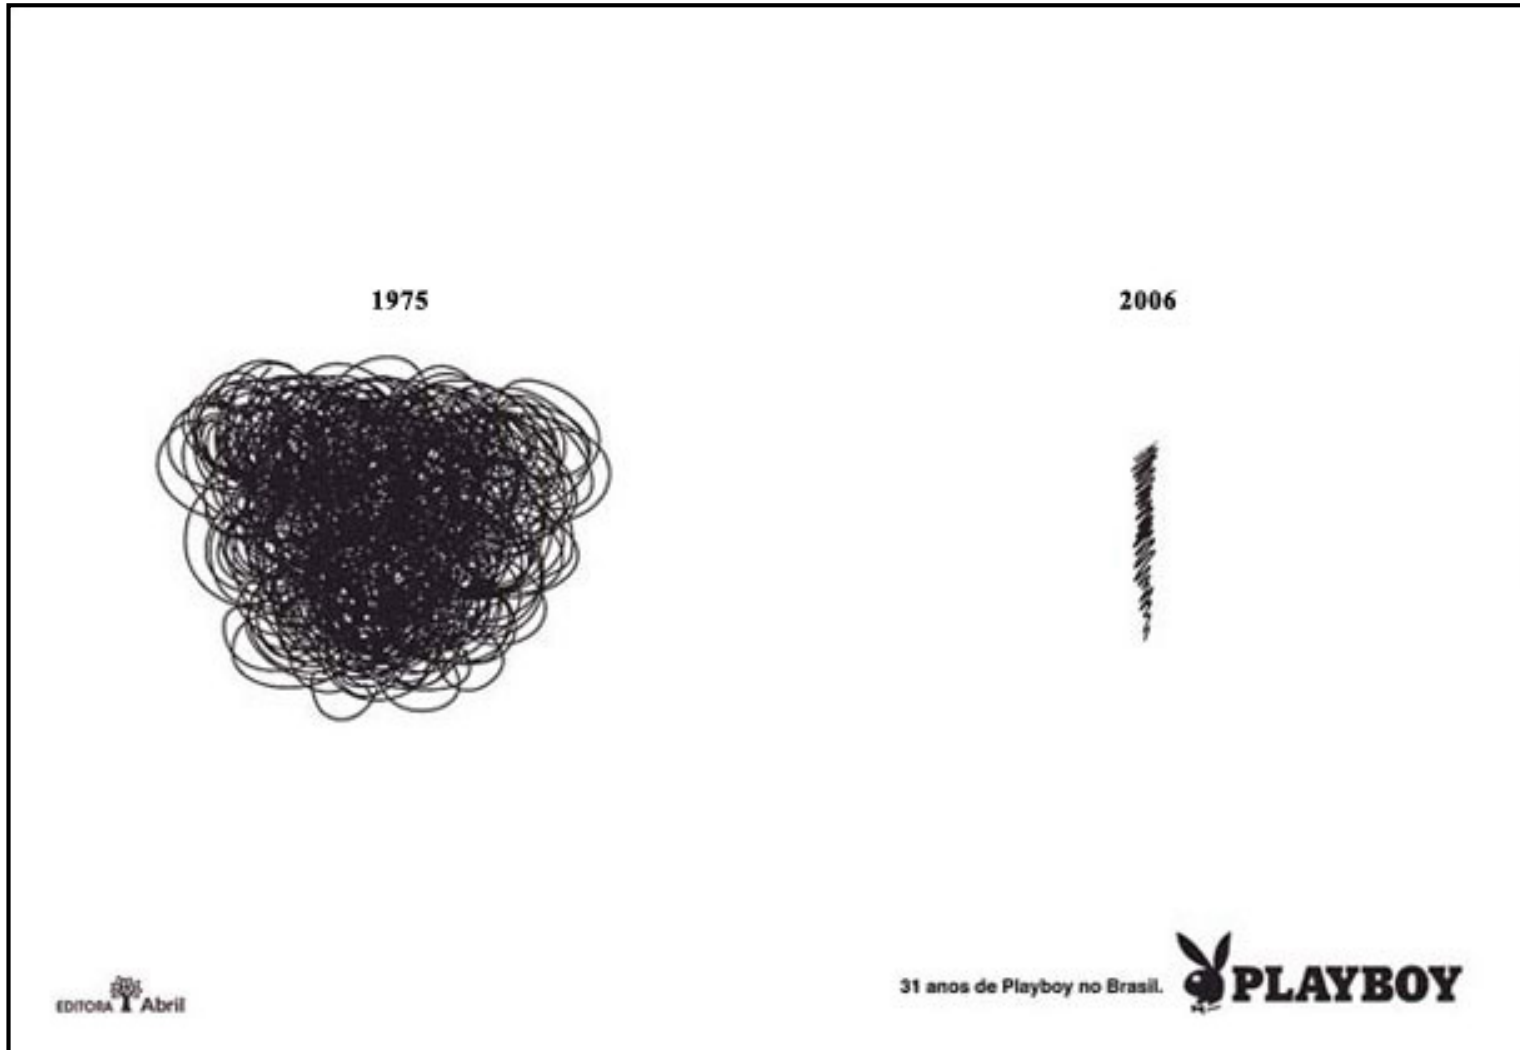 1975
2006
EDITORA Abril
31 anos de Playboy no Brasil.
PLAYBOY